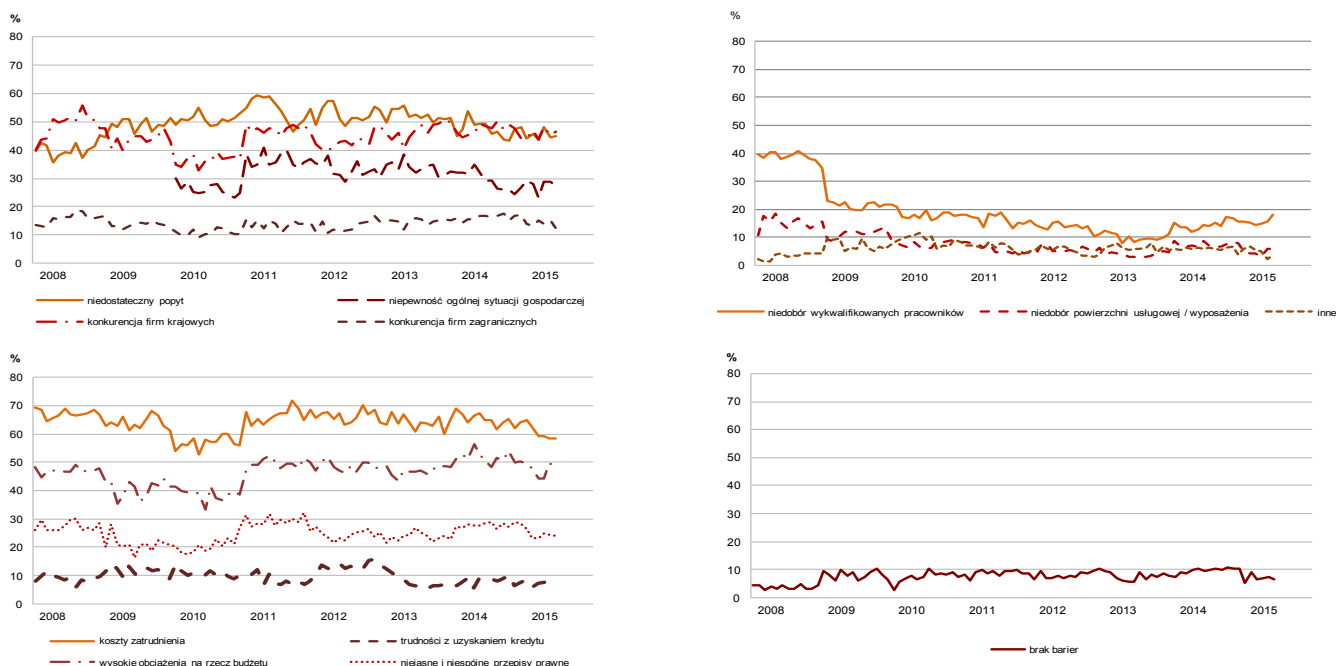 %
80
70
60
50
40
30
20
10
0
2008 2009 2010 2011 2012 2013 2014 2015
niedostateczny popyt
niepewność ogólnej sytuacji gospodarczej
konkurencja firm krajowych
konkurencja firm zagranicznych
%
80
70
60
50
40
30
20
10
0
2008 2009 2010 2011 2012 2013 2014 2015
niedobór wykwalifikowanych pracowników
niedobór powierzchni usługowej / wyposażenia
inne
%
80
70
60
50
40
30
20
10
0
2008 2009 2010 2011 2012 2013 2014 2015
koszty zatrudnienia
trudności z uzyskaniem kredytu
wysokie obciążenia na rzecz budżetu
niejasne i niespójne przepisy prawne
%
80
70
60
50
40
30
20
10
0
2008 2009 2010 2011 2012 2013 2014 2015
brak barier